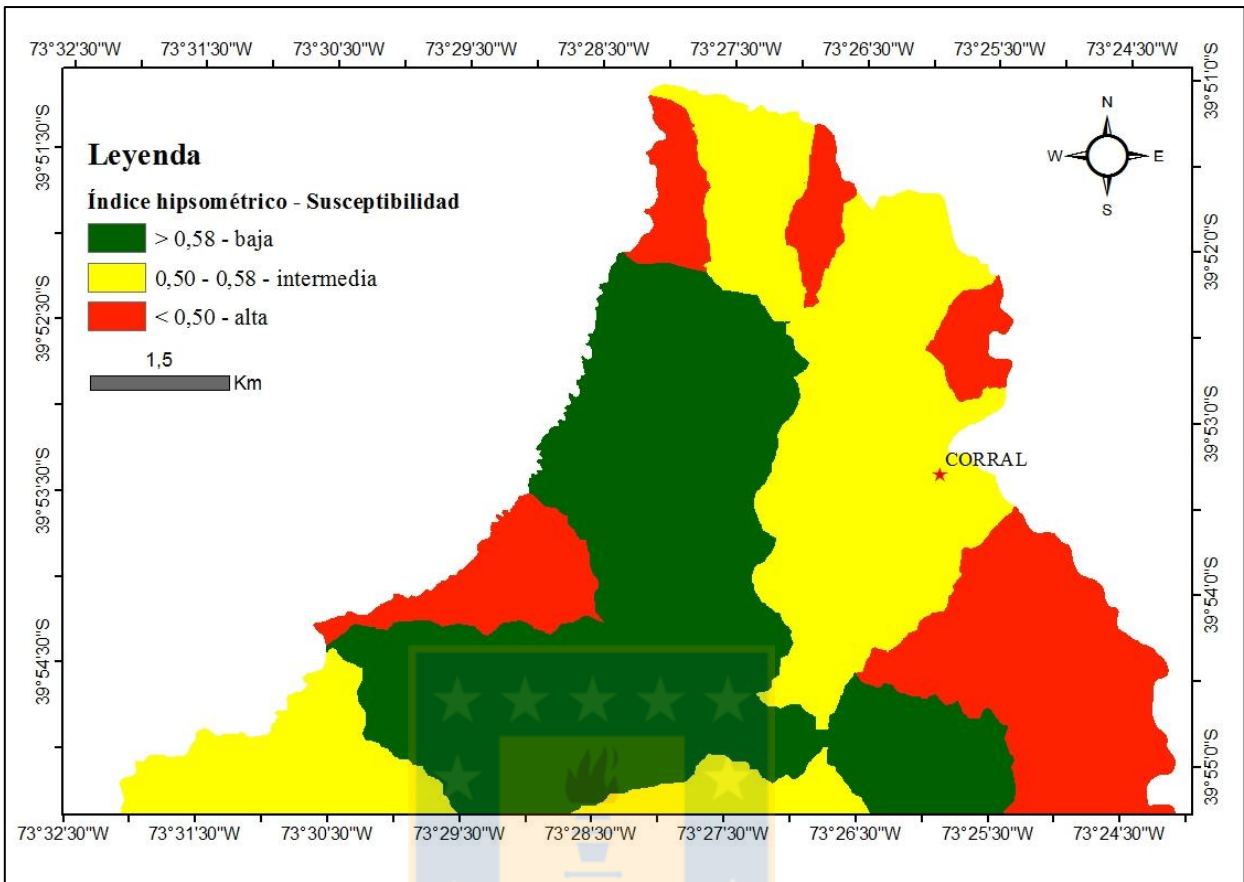 73°32'30"W 73°31'30"W 73°30'30"W 73°29'30"W 73°28'30"W 73°27'30"W 73°26'30"W 73°25'30"W 73°24'30"W
39°51'0"S
39°51'30"S
N
W E
S
Leyenda
Índice hipsométrico - Susceptibilidad
> 0,58 - baja
0,50 - 0,58 - intermedia
< 0,50 - alta
1,5
Km
39°52'0"S
39°52'30"S
39°53'0"S
CORRAL
39°53'30"S
39°54'0"S
39°54'30"S
39°55'0"S
73°32'30"W 73°31'30"W 73°30'30"W 73°29'30"W 73°28'30"W 73°27'30"W 73°26'30"W 73°25'30"W 73°24'30"W